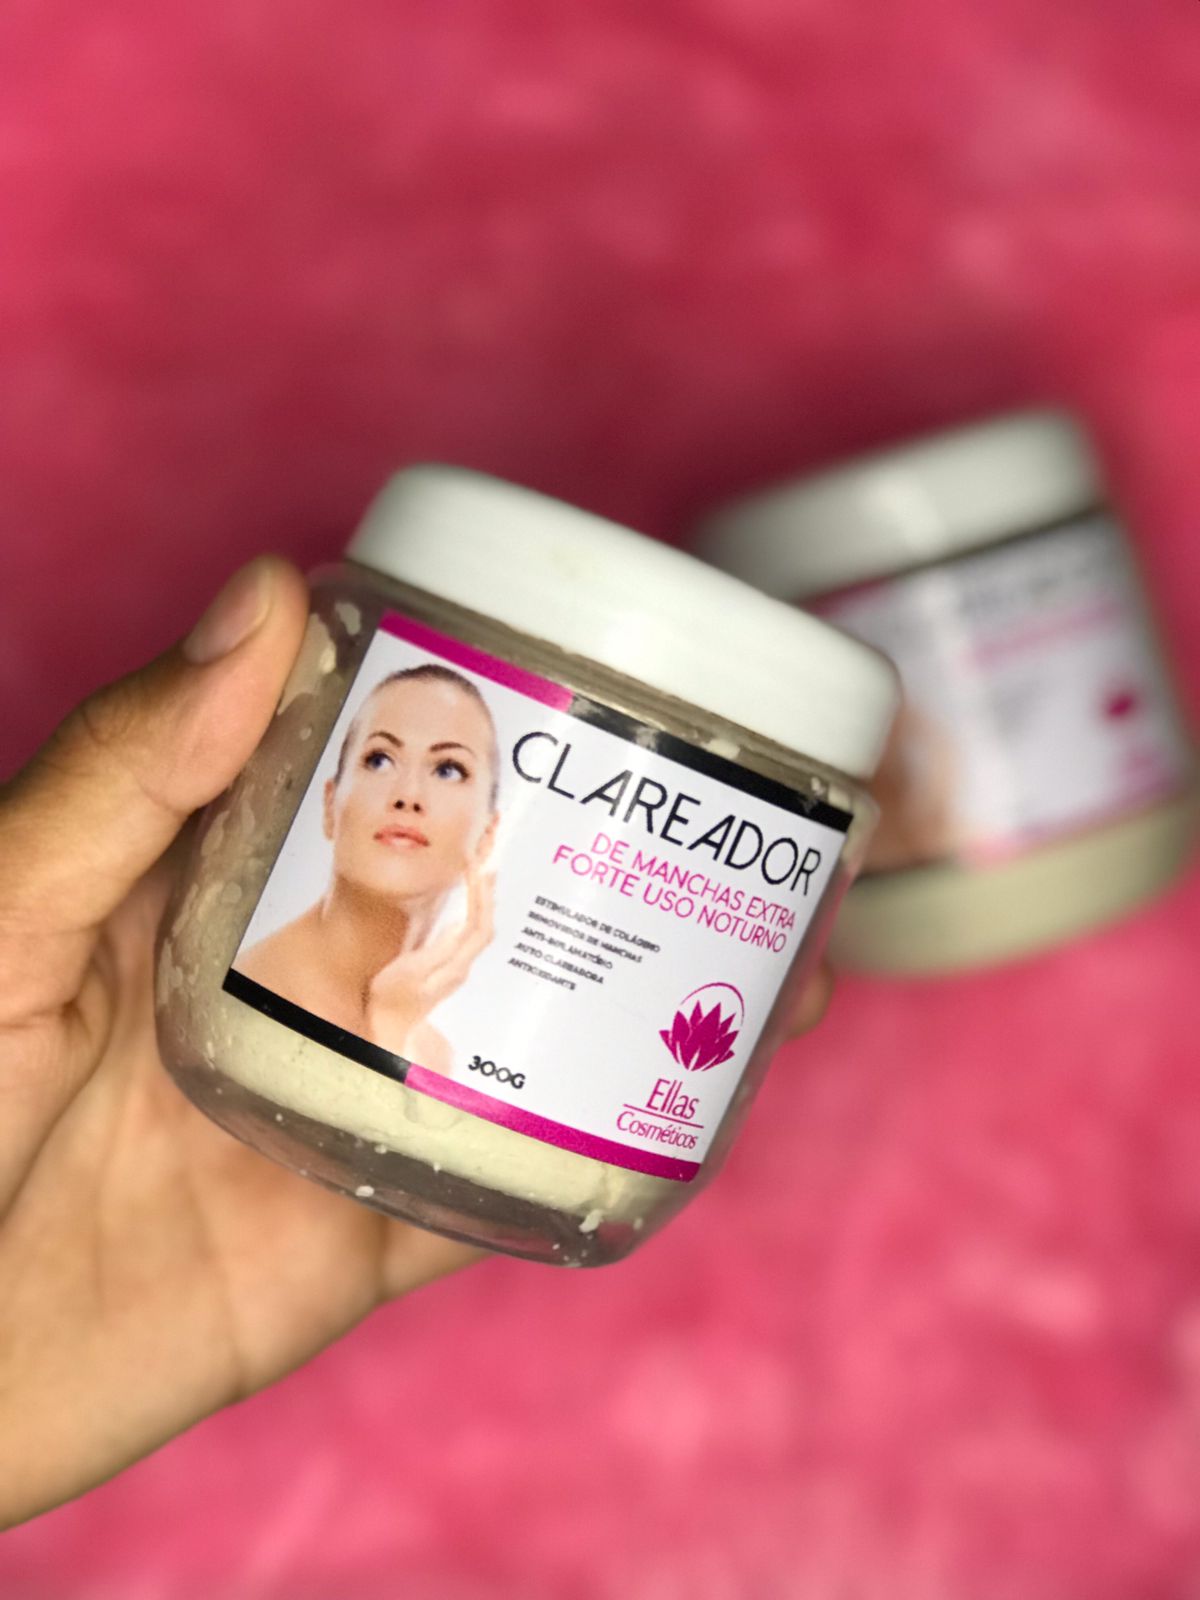 CLAREADOR
DE MANCHAS EXTRA
FORTE USO NOTURNO
ESTIMULADOR DE COLÁGENO
REMOVEDOR DE MANCHAS
ANTI-INFLAMATÓRIO
AUTO CLAREADORA
ANTIOXIDANTE
300G
Ellas
Cosméticos